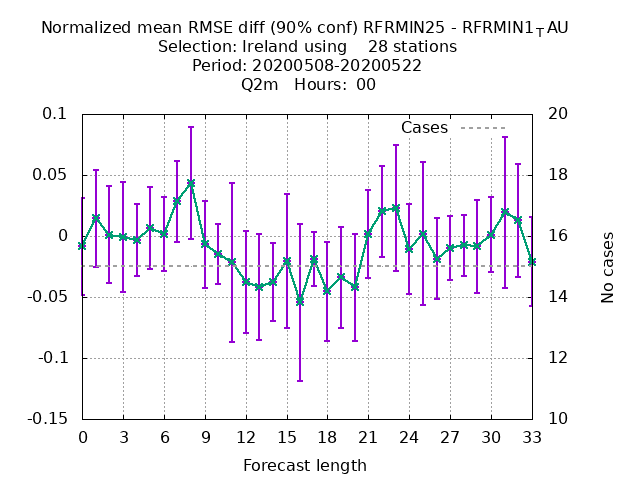 Normalized mean RMSE diff (90% conf) RFRMIN25 - RFRMIN1_TAU
Selection: Ireland using    28 stations
Period: 20200508-20200522
Q2m   Hours: 00
Cases
0.1
0.05
0
-0.05
-0.1
-0.15
20
18
16
14
12
10
No cases
0 3 6 9 12 15 18 21 24 27 30 33
Forecast length